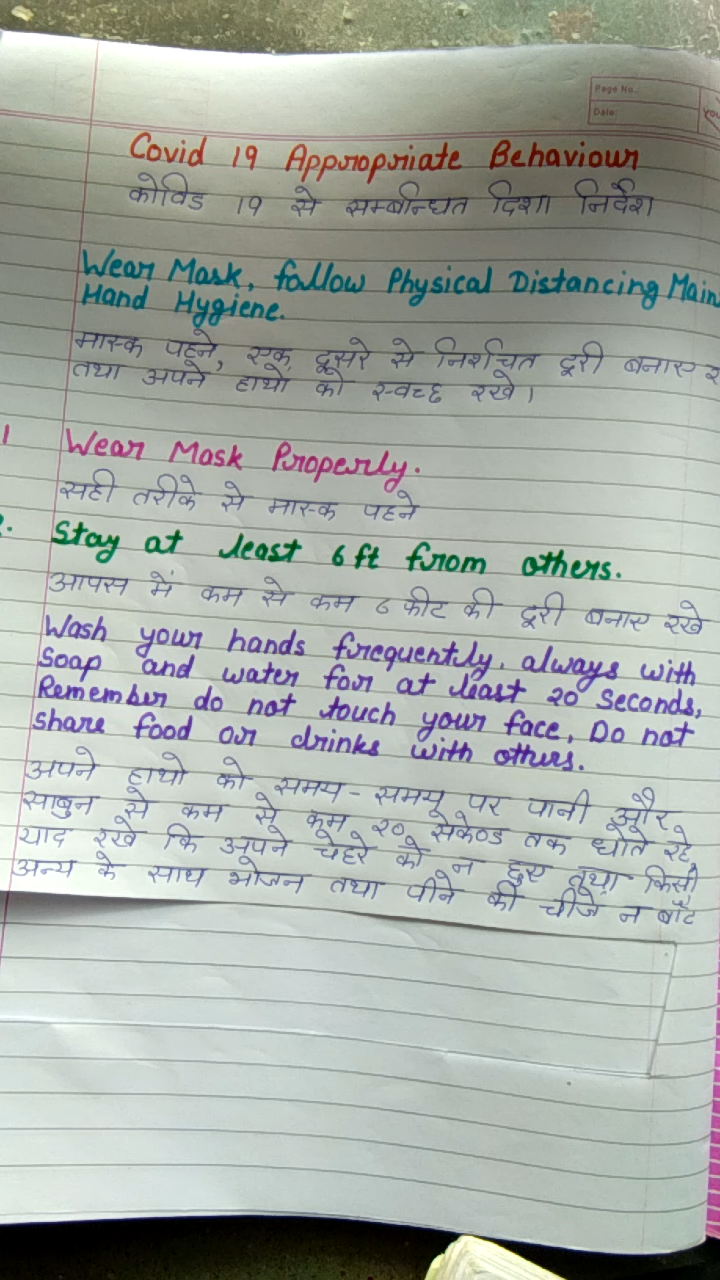 Page No.
Date:
Covid 19 Appropriate Behaviour
कोविड 19 से सम्बन्धित दिशा निर्देश
Wear Mask, follow Physical Distancing Main
Hand Hygiene.
मास्क पहने, एक दूसरे से निश्चित दूरी बनाए र
तथा अपने हाथो को स्वच्छ रखे।
1 Wear Mask Properly.
सही तरीके से मास्क पहने
2. Stay at least 6 ft from others.
आपस में कम से कम 6 फीट की दूरी बनाए रखे
Wash your hands frequently, always with
Soap and water for at least 20 Seconds,
Remember do not touch your face, Do not
share food or drinks with others.
अपने हाथो को समय-समय पर पानी और
साबुन से कम से कम २० सेकेण्ड तक धोते रहे,
याद रखे कि अपने चेहरे को न छुए तथा किसी
अन्य के साथ भोजन तथा पीने की चीजे न बाँट